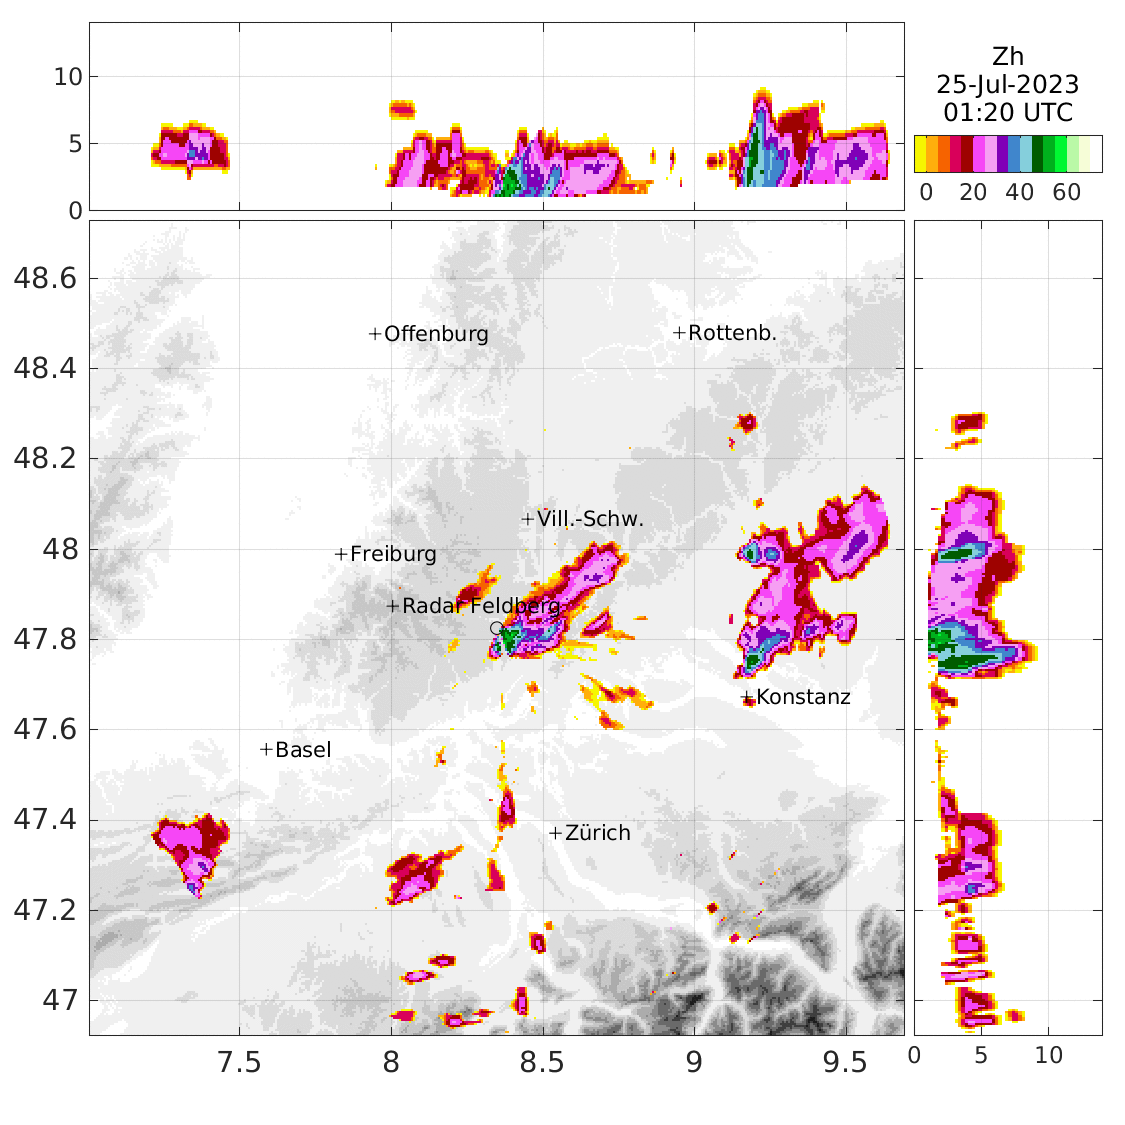 10
5
0
Zh
25-Jul-2023
01:20 UTC
0 20 40 60
48.6
48.4
48.2
48
47.8
47.6
47.4
47.2
47
+Offenburg
+Rottenb.
+Vill.-Schw.
+Freiburg
+Radar Feldberg
+Konstanz
+Basel
+Zürich
7.5 8 8.5 9 9.5
0 5 10